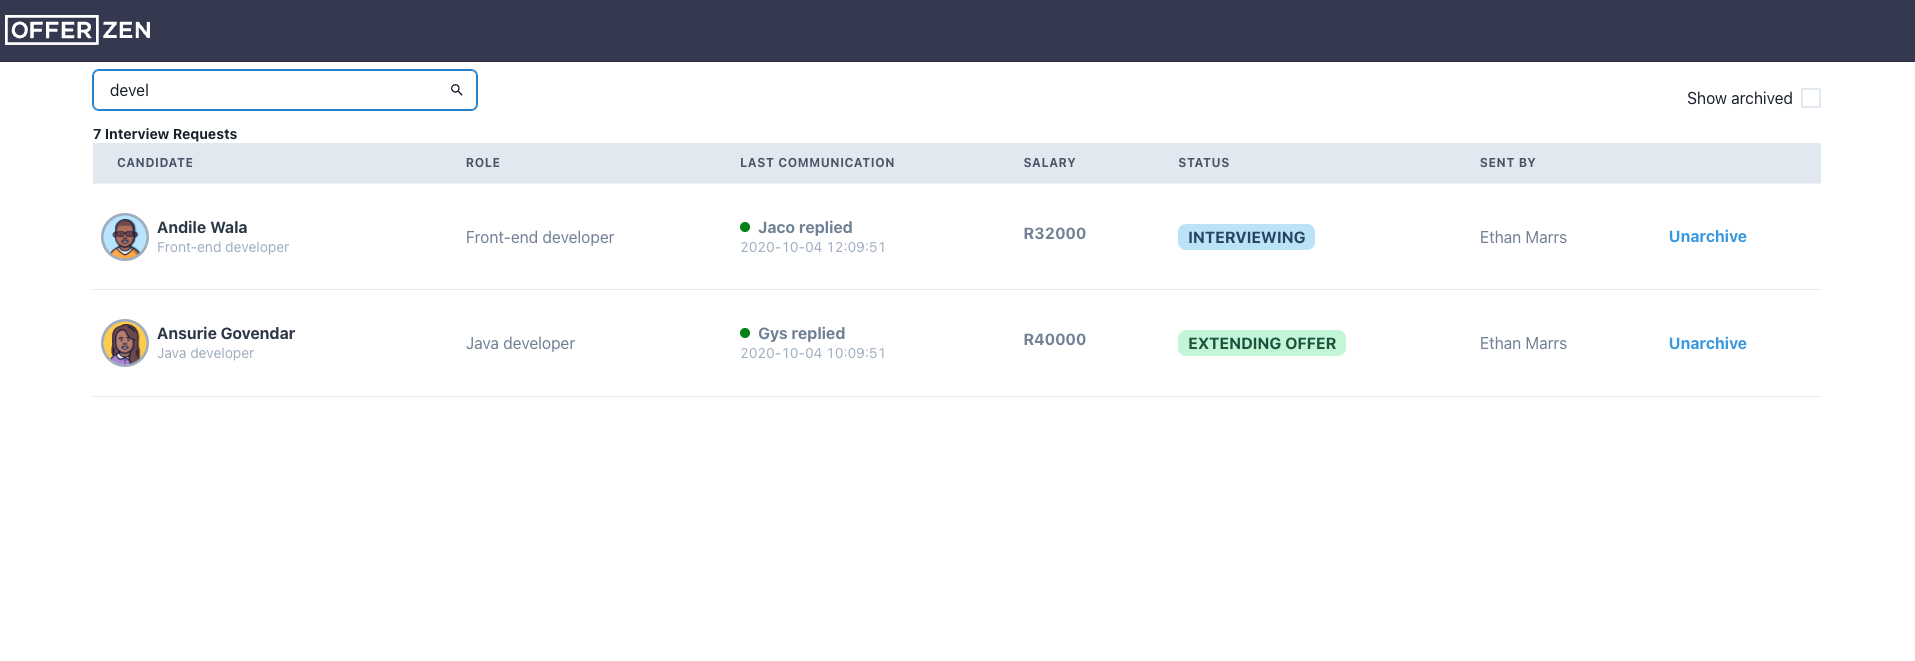 OFFERZEN
devel
Show archived
7 Interview Requests
CANDIDATE ROLE LAST COMMUNICATION SALARY STATUS SENT BY
Andile Wala
Front-end developer
Front-end developer
Jaco replied
2020-10-04 12:09:51
R32000
INTERVIEWING
Ethan Marrs
Unarchive
Ansurie Govendar
Java developer
Java developer
Gys replied
2020-10-04 10:09:51
R40000
EXTENDING OFFER
Ethan Marrs
Unarchive